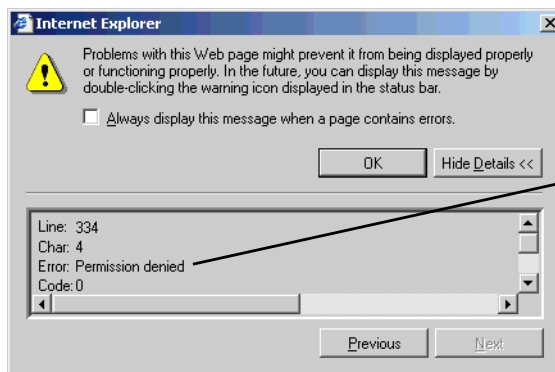 Internet Explorer
Problems with this Web page might prevent it from being displayed properly
or functioning properly. In the future, you can display this message by
double-clicking the warning icon displayed in the status bar.
Always display this message when a page contains errors.
OK
Hide Details <<
Line: 334
Char: 4
Error: Permission denied
Code: 0
Previous
Next